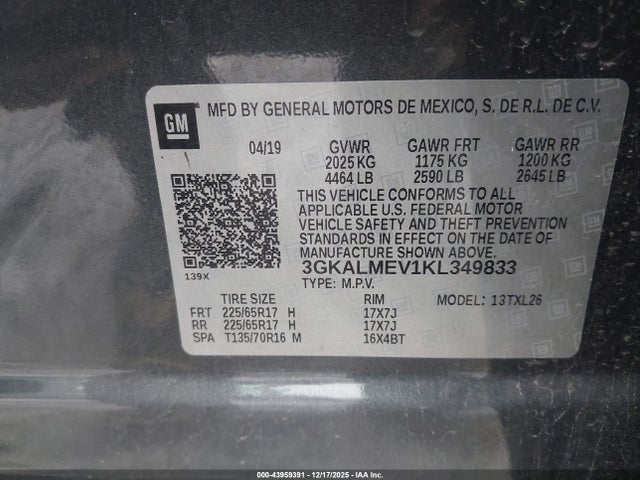 GM
MFD BY GENERAL MOTORS DE MEXICO, S. DE R.L. DE C.V.
04/19 GVWR GAWR FRT GAWR RR
2025 KG 1175 KG 1200 KG
4464 LB 2590 LB 2645 LB
THIS VEHICLE CONFORMS TO ALL
APPLICABLE U.S. FEDERAL MOTOR
VEHICLE SAFETY AND THEFT PREVENTION
STANDARDS IN EFFECT ON THE DATE OF
MANUFACTURE SHOWN ABOVE.
139X
3GKALMEV1KL349833
TYPE: M.P.V.
TIRE SIZE RIM MODEL: 13TXL26
FRT 225/65R17 H 17X7J
RR 225/65R17 H 17X7J
SPA T135/70R16 M 16X4BT
000-43959391 - 12/17/2025 - IAA Inc.